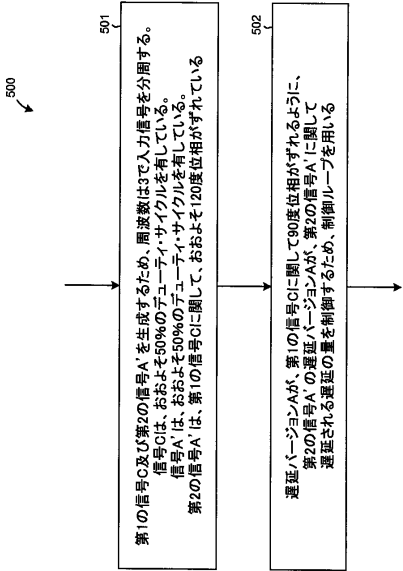 500
501
第1の信号C及び第2の信号A'を生成するため、周波数は3で入力信号を分周する。
信号Cは、おおよそ50%のデューティ・サイクルを有している。
信号A'は、おおよそ50%のデューティ・サイクルを有している。
第2の信号A'は、第1の信号Cに関して、おおよそ120度位相がずれている
502
遅延バージョンAが、第1の信号Cに関して90度位相がずれるように、
第2の信号A'の遅延バージョンAが、第2の信号A'に関して
遅延される遅延の量を制御するため、制御ループを用いる